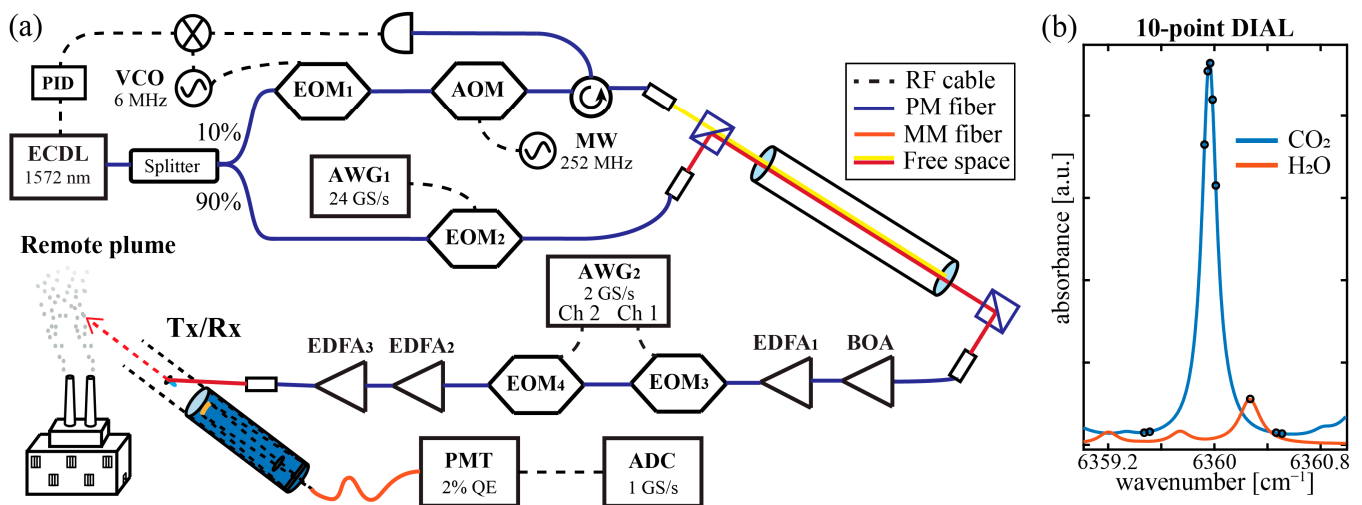 (a)
VCO
6 MHz
PID
EOM₁
AOM
MW
252 MHz
RF cable
PM fiber
MM fiber
Free space
ECDL
1572 nm
Splitter
10%
90%
AWG₁
24 GS/s
EOM₂
Remote plume
Tx/Rx
AWG₂
2 GS/s
Ch 2 Ch 1
EDFA₃
EDFA₂
EOM₄
EOM₃
EDFA₁
BOA
PMT
2% QE
ADC
1 GS/s
(b)
10-point DIAL
absorbance [a.u.]
CO₂
H₂O
6359.2 6360 6360.8
wavenumber [cm⁻¹]